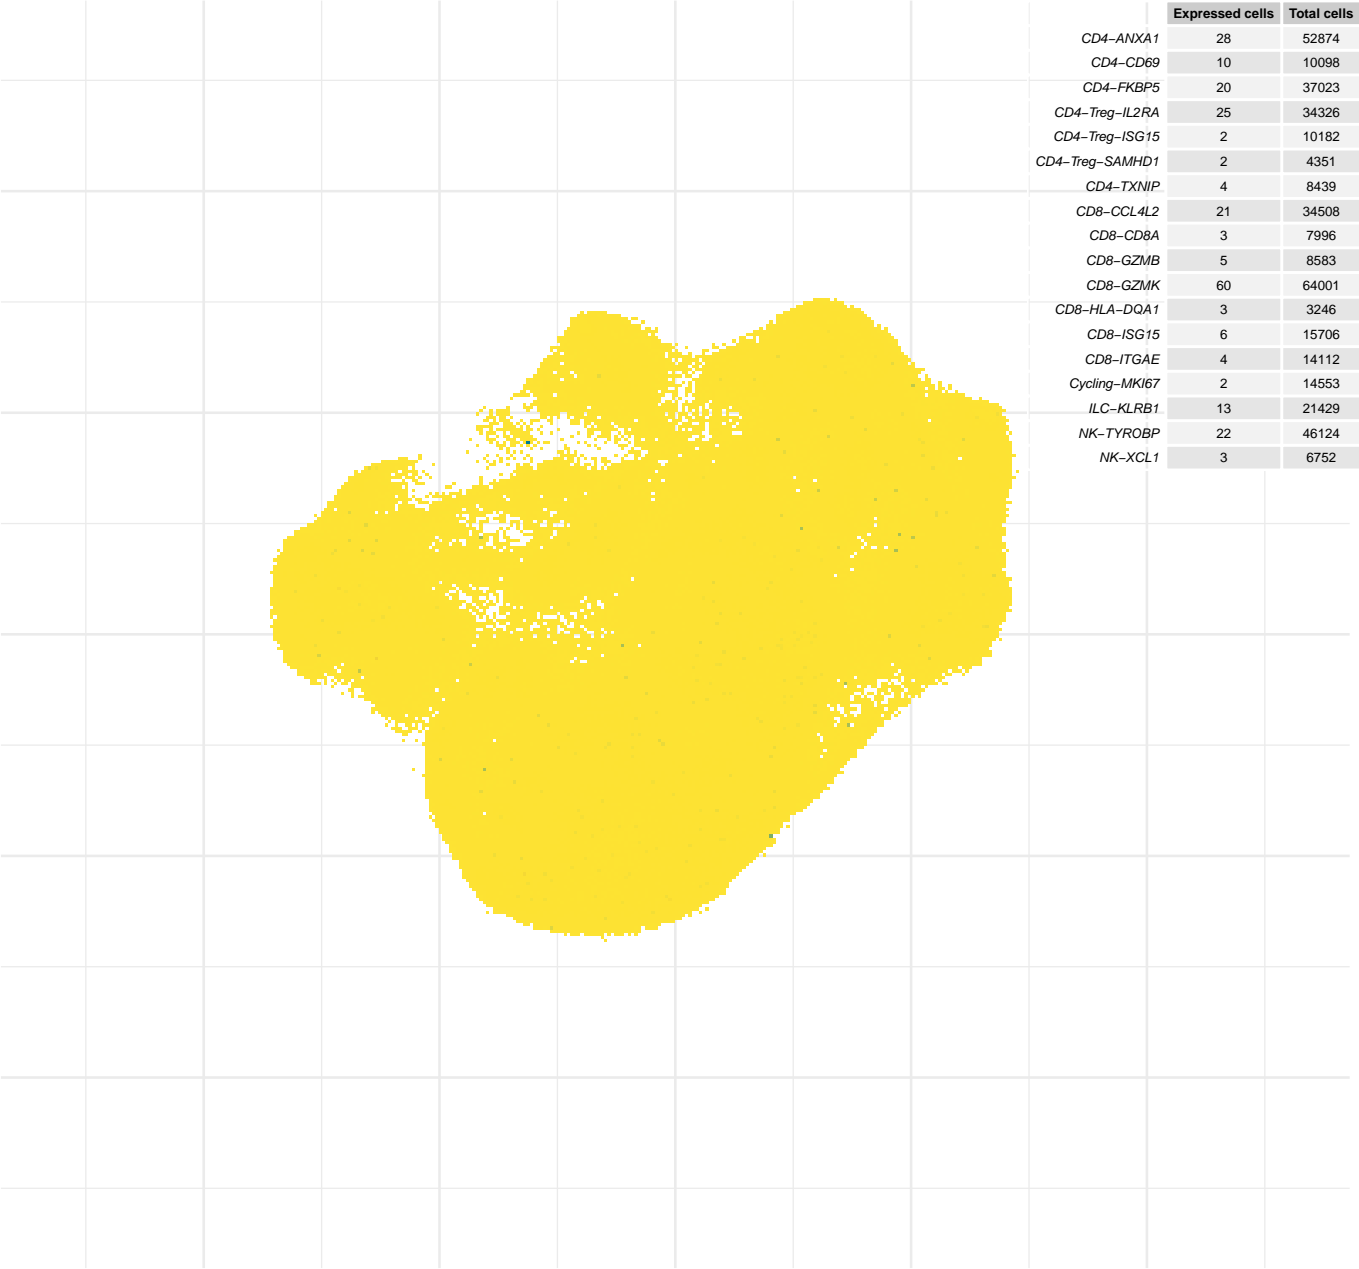 Expressed cells Total cells
CD4−ANXA1 28 52874
CD4−CD69 10 10098
CD4−FKBP5 20 37023
CD4−Treg−IL2RA 25 34326
CD4−Treg−ISG15 2 10182
CD4−Treg−SAMHD1 2 4351
CD4−TXNIP 4 8439
CD8−CCL4L2 21 34508
CD8−CD8A 3 7996
CD8−GZMB 5 8583
CD8−GZMK 60 64001
CD8−HLA−DQA1 3 3246
CD8−ISG15 6 15706
CD8−ITGAE 4 14112
Cycling−MKI67 2 14553
ILC−KLRB1 13 21429
NK−TYROBP 22 46124
NK−XCL1 3 6752